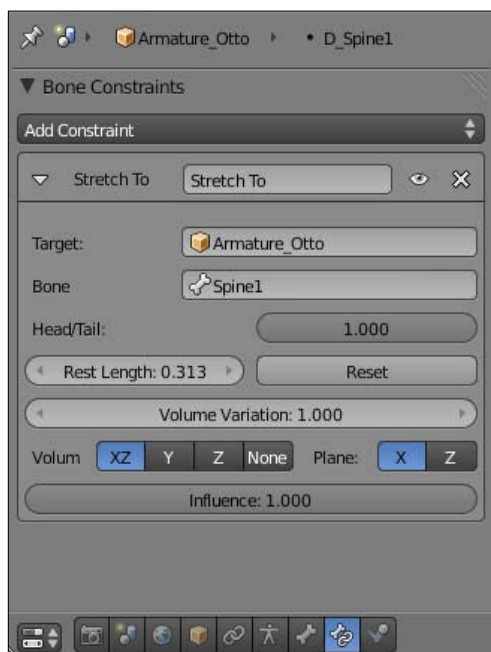 Armature_Otto D_Spine1
Bone Constraints
Add Constraint
Stretch To Stretch To
Target: Armature_Otto
Bone Spine1
Head/Tail: 1.000
Rest Length: 0.313 Reset
Volume Variation: 1.000
Volum XZ Y Z None Plane: X Z
Influence: 1.000